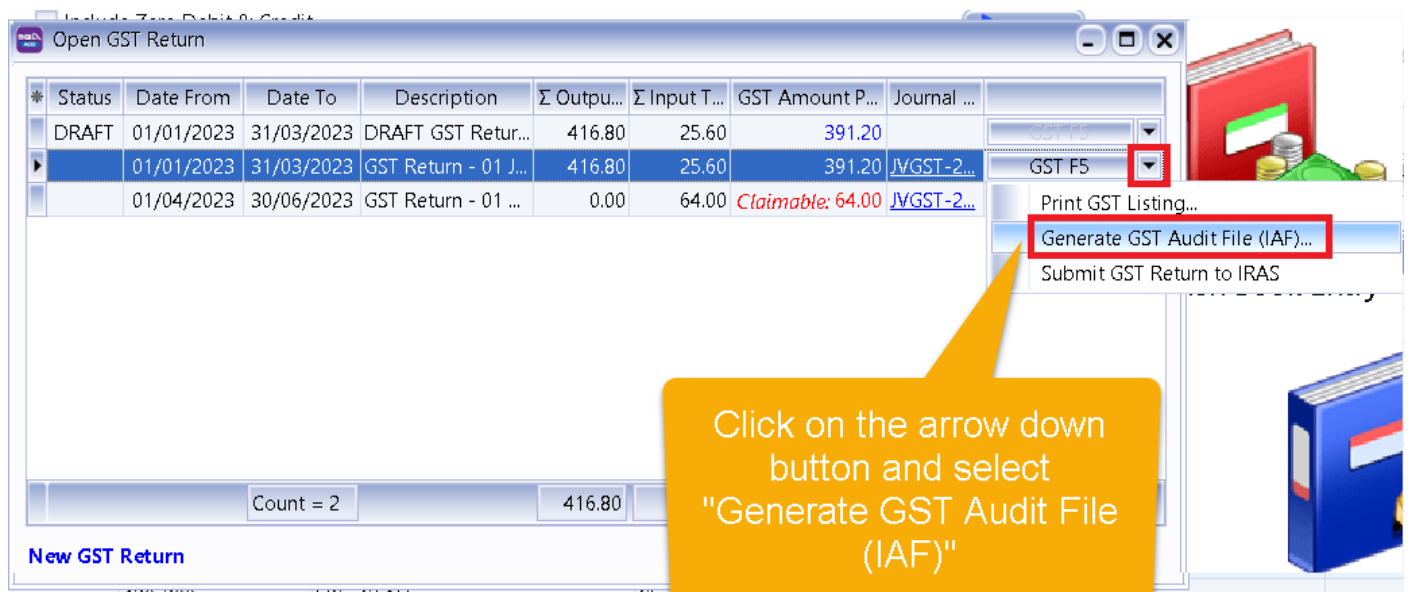 Include Zero Debit & Credit
Open GST Return
Status Date From Date To Description Σ Outpu... Σ Input T... GST Amount P... Journal ...
DRAFT 01/01/2023 31/03/2023 DRAFT GST Retur... 416.80 25.60 391.20 GST F5
01/01/2023 31/03/2023 GST Return - 01 J... 416.80 25.60 391.20 JVGST-2... GST F5
01/04/2023 30/06/2023 GST Return - 01 ... 0.00 64.00 Claimable: 64.00 JVGST-2...
Print GST Listing...
Generate GST Audit File (IAF)...
Submit GST Return to IRAS
Entry
Click on the arrow down
button and select
"Generate GST Audit File
(IAF)"
Count = 2 416.80
New GST Return